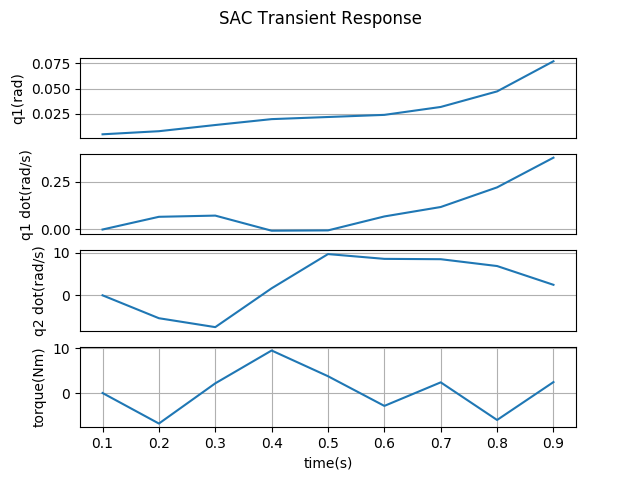 SAC Transient Response
0.075
0.050
0.025
q1(rad)
0.25
0.00
q1 dot(rad/s)
10
0
q2 dot(rad/s)
10
0
torque(Nm)
0.1 0.2 0.3 0.4 0.5 0.6 0.7 0.8 0.9
time(s)